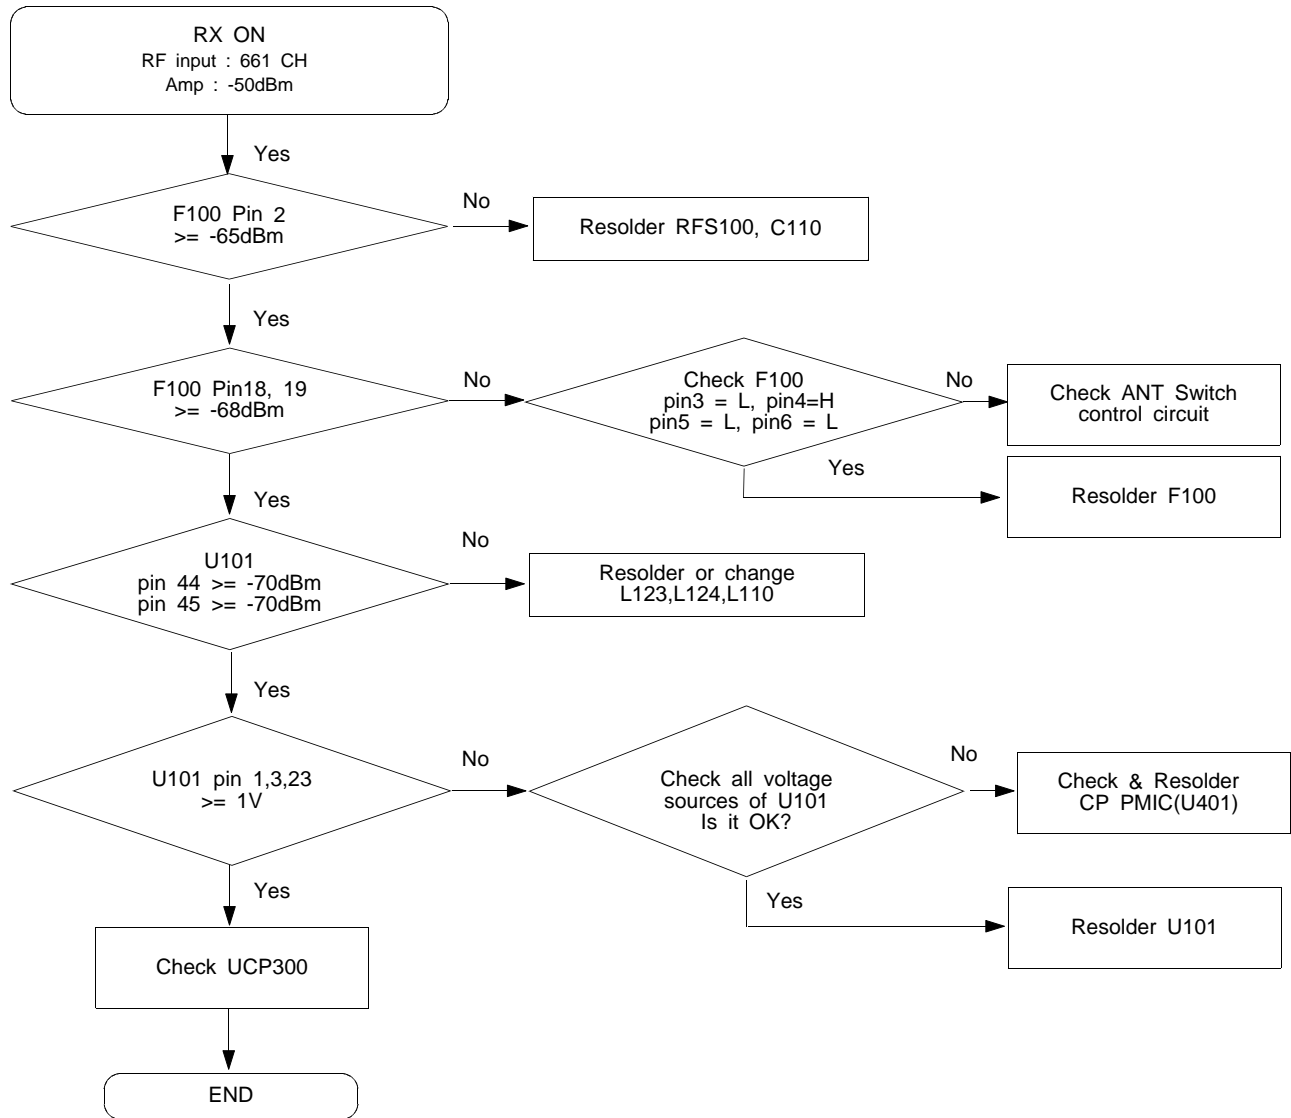 RX ON
RF input : 661 CH
Amp : -50dBm
Yes
F100 Pin 2
>= -65dBm
No
Resolder RFS100, C110
Yes
F100 Pin18, 19
>= -68dBm
No
Check F100
pin3 = L, pin4=H
pin5 = L, pin6 = L
No
Check ANT Switch
control circuit
Yes
Resolder F100
Yes
U101
pin 44 >= -70dBm
pin 45 >= -70dBm
No
Resolder or change
L123,L124,L110
Yes
U101 pin 1,3,23
>= 1V
No
Check all voltage
sources of U101
Is it OK?
No
Check & Resolder
CP PMIC(U401)
Yes
Resolder U101
Yes
Check UCP300
END